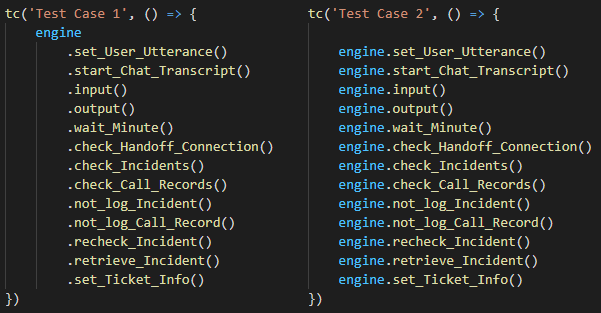 tc('Test Case 1', () => {
    engine
        .set_User_Utterance()
        .start_Chat_Transcript()
        .input()
        .output()
        .wait_Minute()
        .check_Handoff_Connection()
        .check_Incidents()
        .check_Call_Records()
        .not_log_Incident()
        .not_log_Call_Record()
        .recheck_Incident()
        .retrieve_Incident()
        .set_Ticket_Info()
})
tc('Test Case 2', () => {
    engine.set_User_Utterance()
    engine.start_Chat_Transcript()
    engine.input()
    engine.output()
    engine.wait_Minute()
    engine.check_Handoff_Connection()
    engine.check_Incidents()
    engine.check_Call_Records()
    engine.not_log_Incident()
    engine.not_log_Call_Record()
    engine.recheck_Incident()
    engine.retrieve_Incident()
    engine.set_Ticket_Info()
})